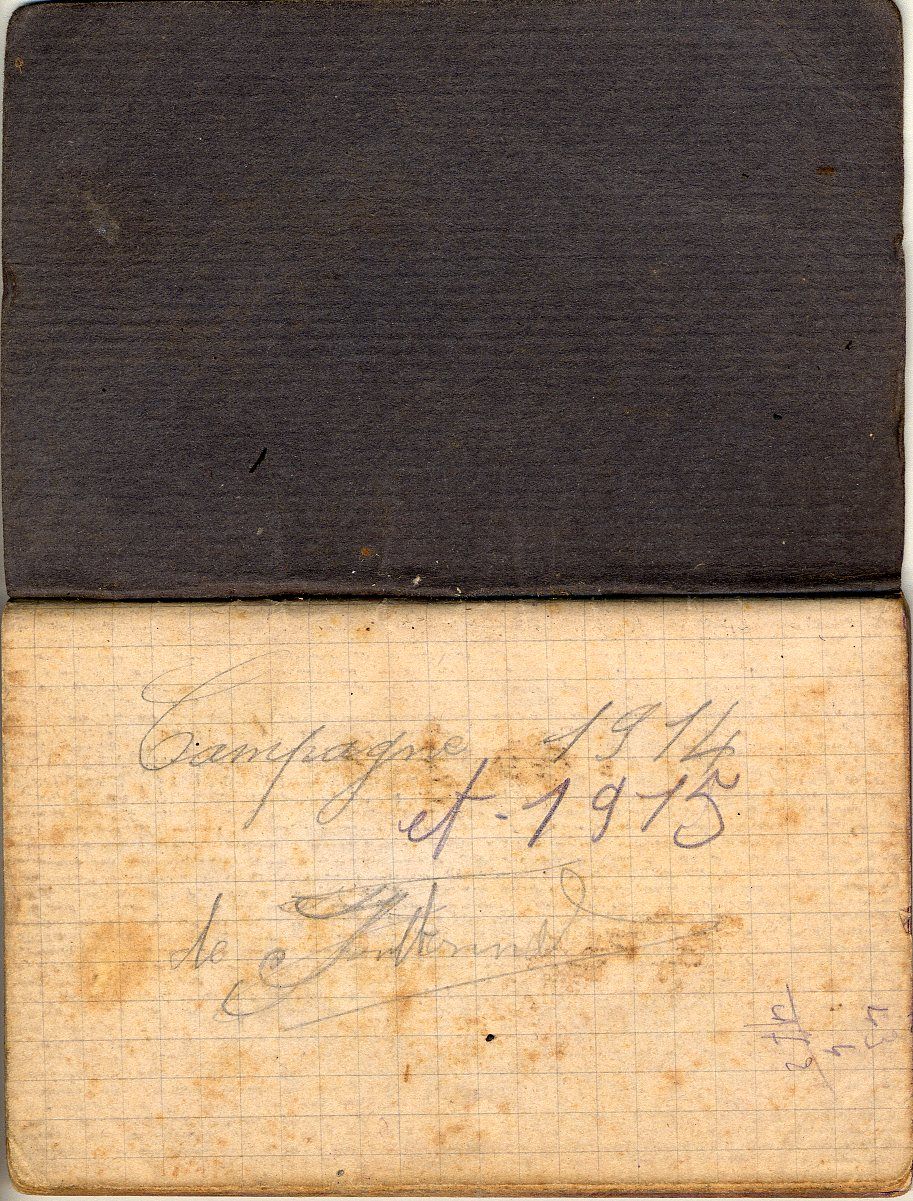 Campagne 1914
et - 1915
de